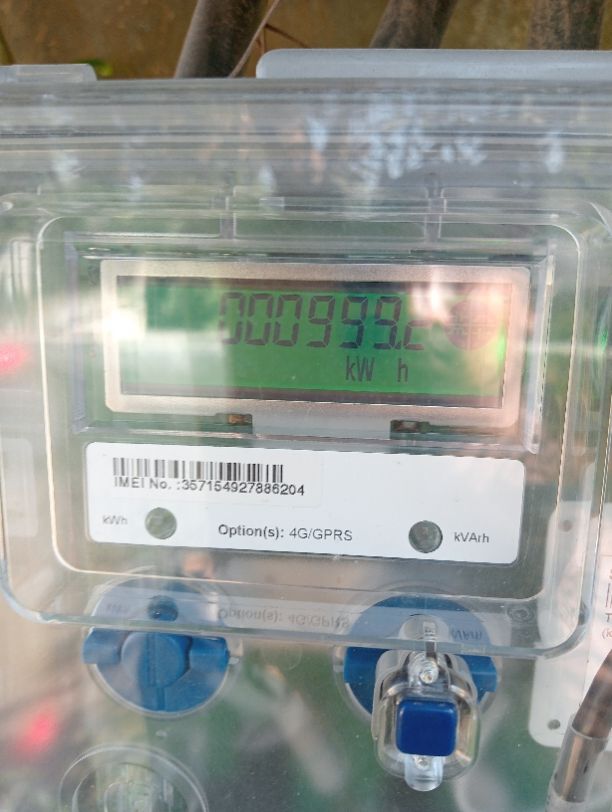 000999.2
kW h
IMEI No. :357154927886204
kWh
Option(s): 4G/GPRS
kVArh